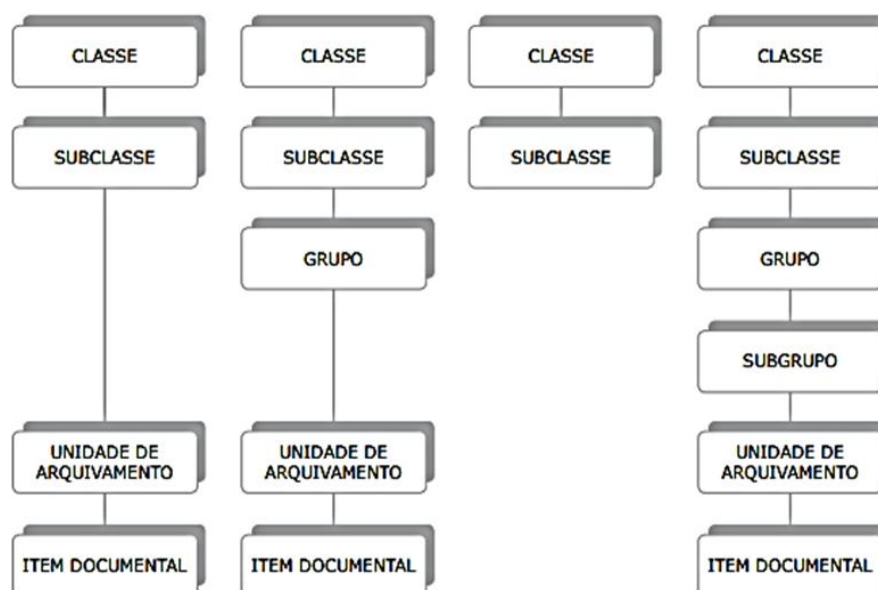 CLASSE
CLASSE
CLASSE
CLASSE
SUBCLASSE
SUBCLASSE
SUBCLASSE
SUBCLASSE
GRUPO
GRUPO
SUBGRUPO
UNIDADE DE
ARQUIVAMENTO
UNIDADE DE
ARQUIVAMENTO
UNIDADE DE
ARQUIVAMENTO
ITEM DOCUMENTAL
ITEM DOCUMENTAL
ITEM DOCUMENTAL